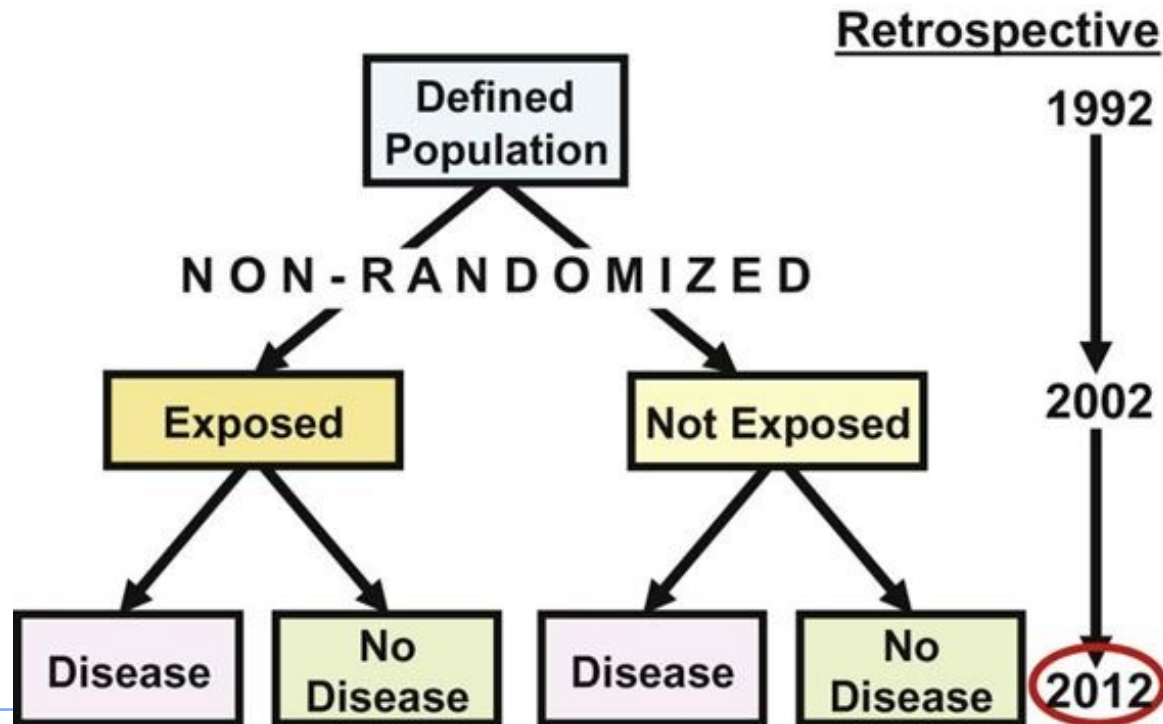 Retrospective
Defined
Population
1992
NON-RANDOMIZED
Exposed
Not Exposed
2002
Disease
No
Disease
Disease
No
Disease
2012